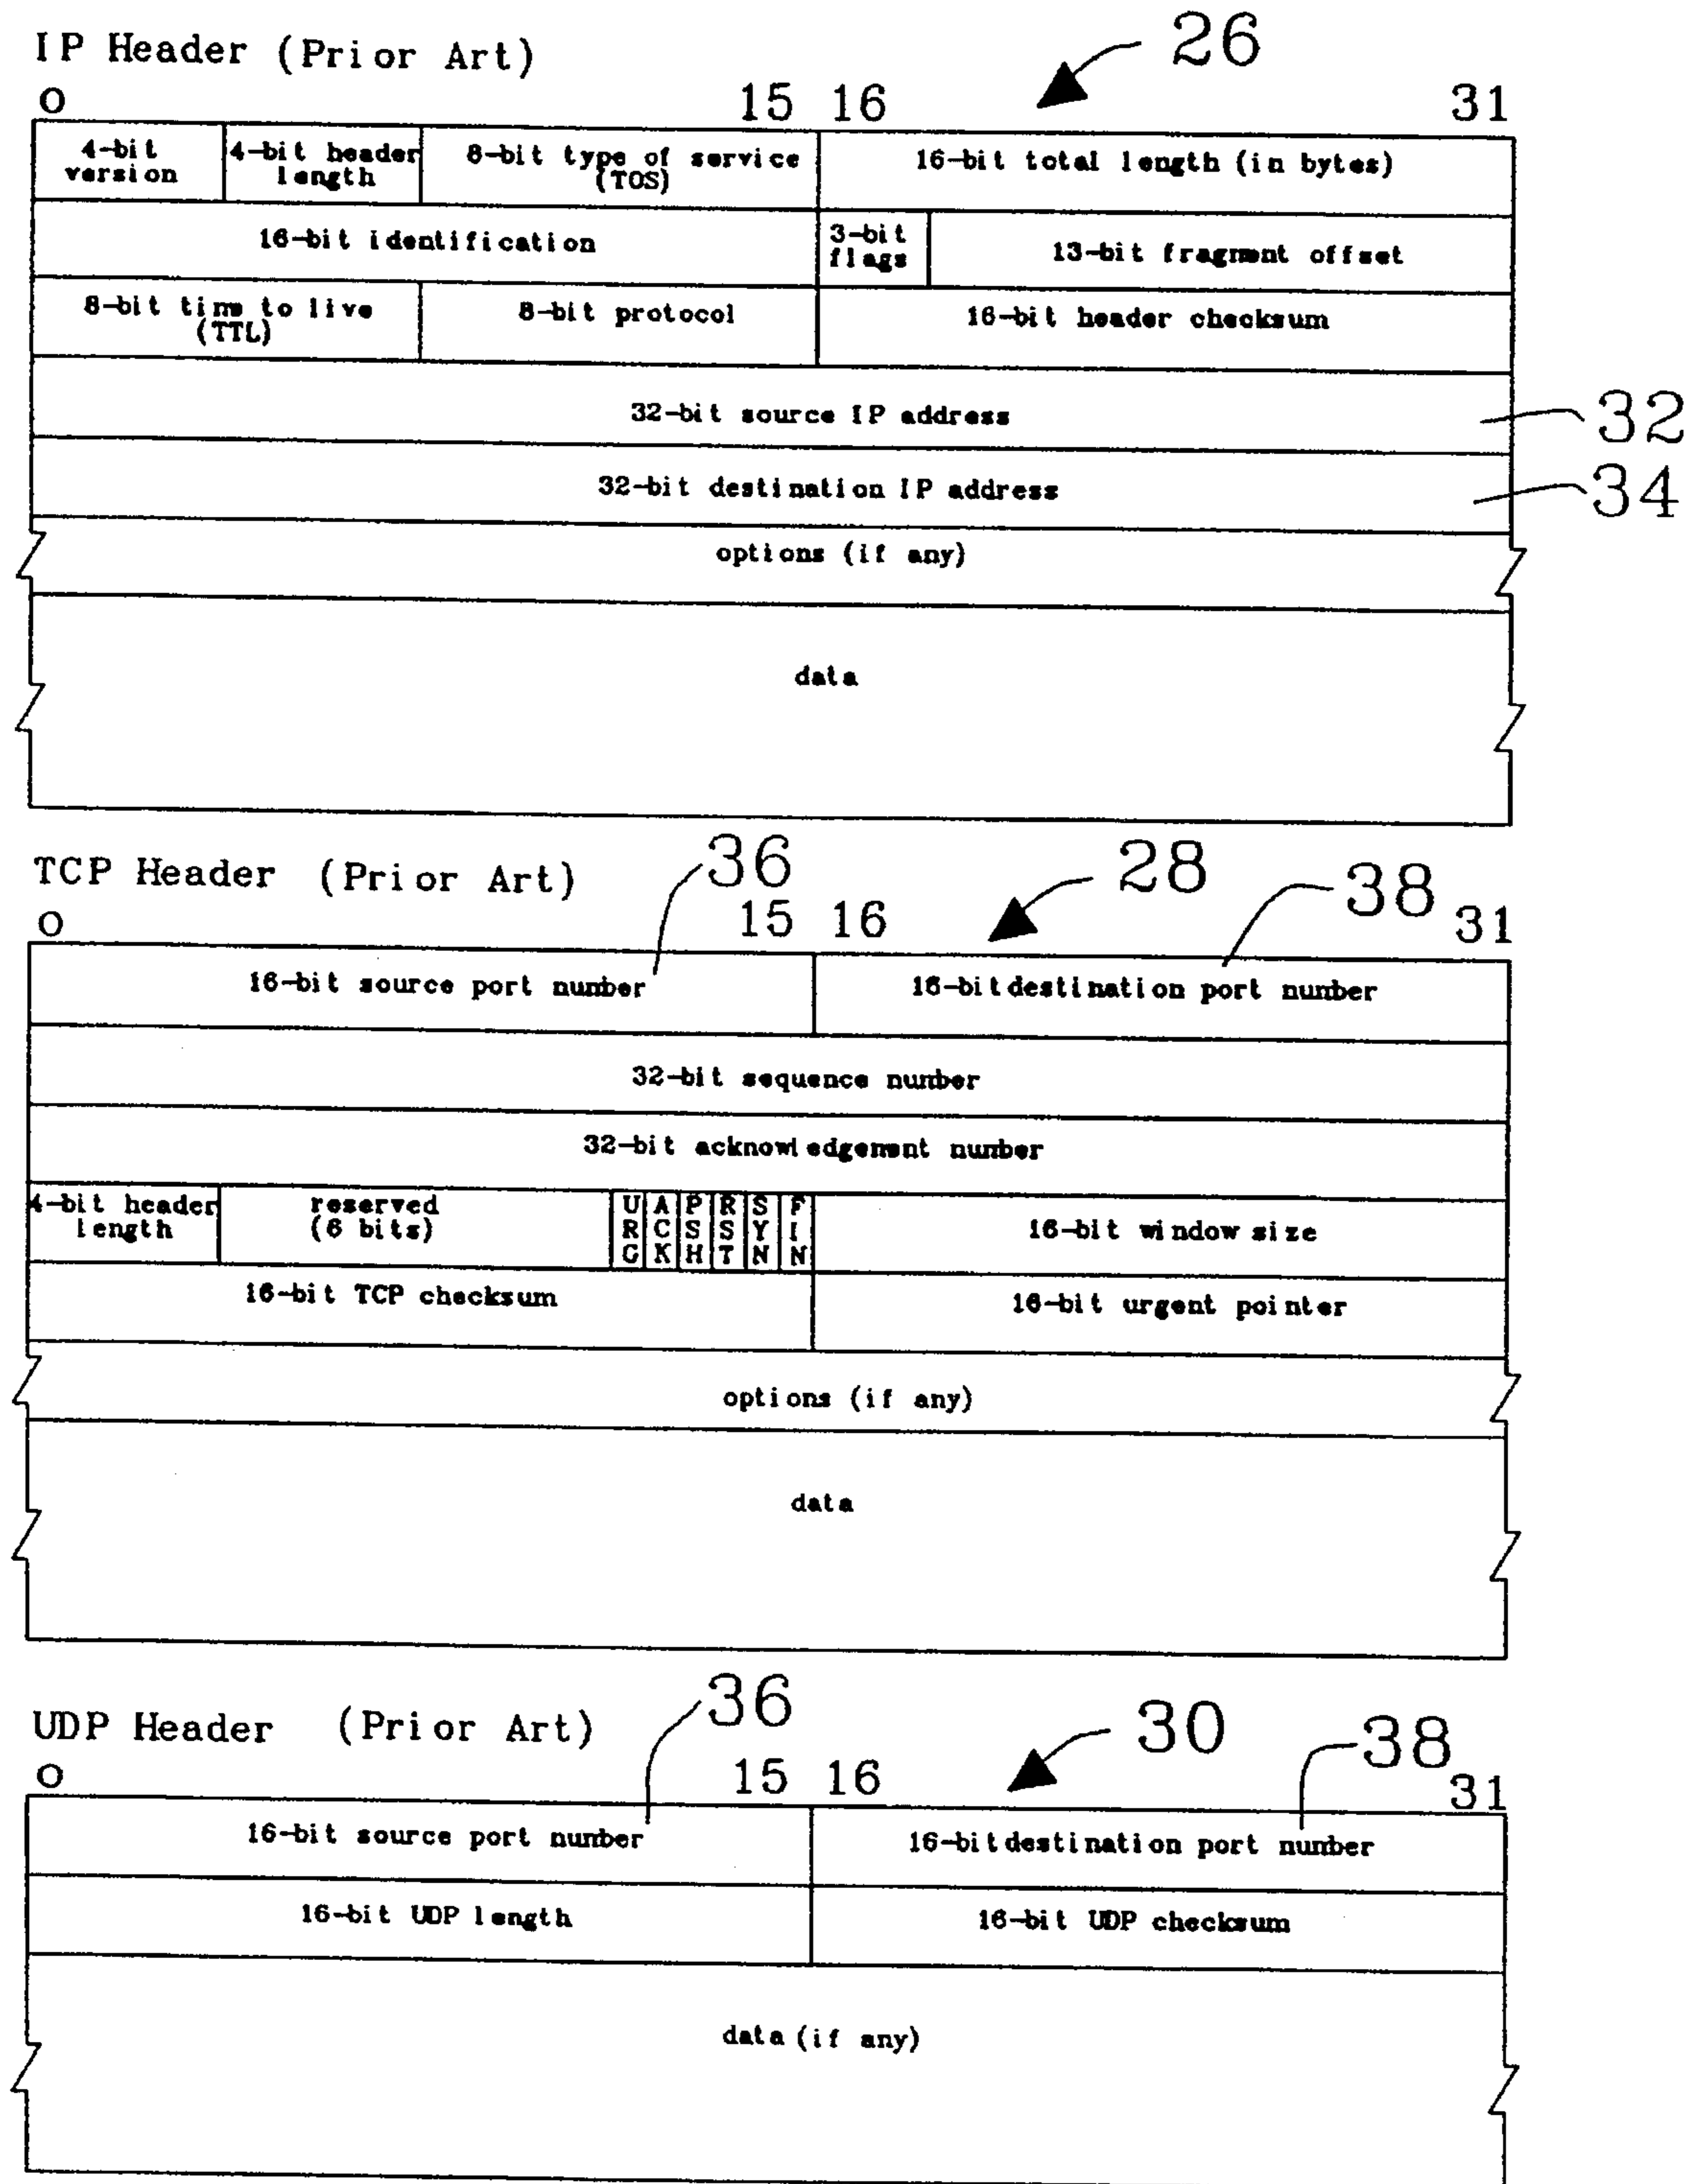 IP Header (Prior Art) 26
0 15 16 31
4-bit version 4-bit header length 8-bit type of service (TOS) 16-bit total length (in bytes)
16-bit identification 3-bit flags 13-bit fragment offset
8-bit time to live (TTL) 8-bit protocol 16-bit header checksum
32-bit source IP address 32
32-bit destination IP address 34
options (if any)
data
TCP Header (Prior Art) 36 28 38
0 15 16 31
16-bit source port number 16-bit destination port number
32-bit sequence number
32-bit acknowledgement number
4-bit header length reserved (6 bits) URG ACK PSH RST SYN FIN 16-bit window size
16-bit TCP checksum 16-bit urgent pointer
options (if any)
data
UDP Header (Prior Art) 36 30 38
0 15 16 31
16-bit source port number 16-bit destination port number
16-bit UDP length 16-bit UDP checksum
data (if any)